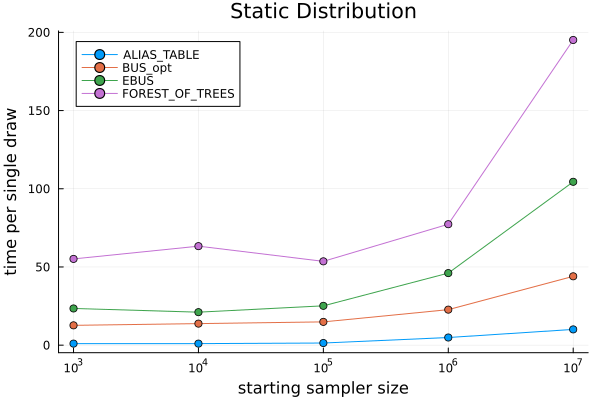 Static Distribution
ALIAS_TABLE
BUS_opt
EBUS
FOREST_OF_TREES
time per single draw
200
150
100
50
0
10³ 10⁴ 10⁵ 10⁶ 10⁷
starting sampler size